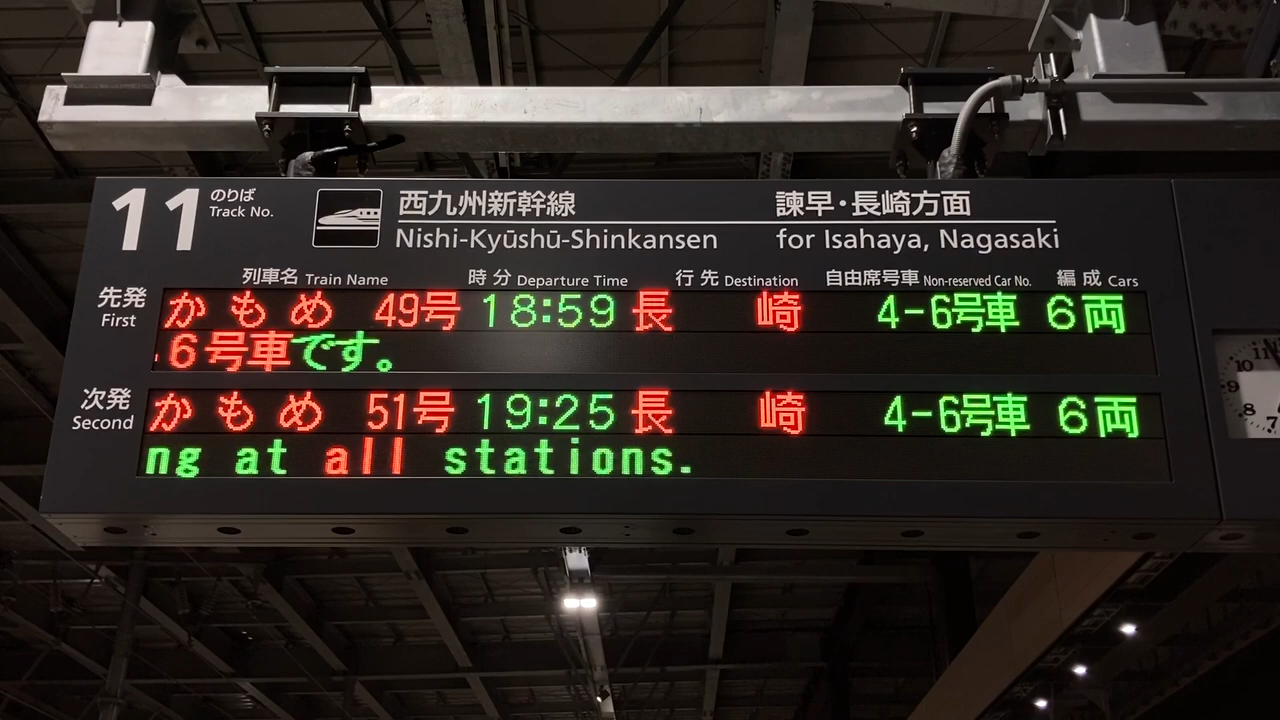 11 のりば 西九州新幹線 諫早・長崎方面
Track No. Nishi-Kyūshū-Shinkansen for Isahaya, Nagasaki
列車名 Train Name 時分 Departure Time 行先 Destination 自由席号車 Non-reserved Car No. 編成 Cars
先発 かもめ 49号 18:59 長崎 4-6号車 6両
First 6号車です。
次発 かもめ 51号 19:25 長崎 4-6号車 6両
Second ng at all stations.
11
10
9
8
7